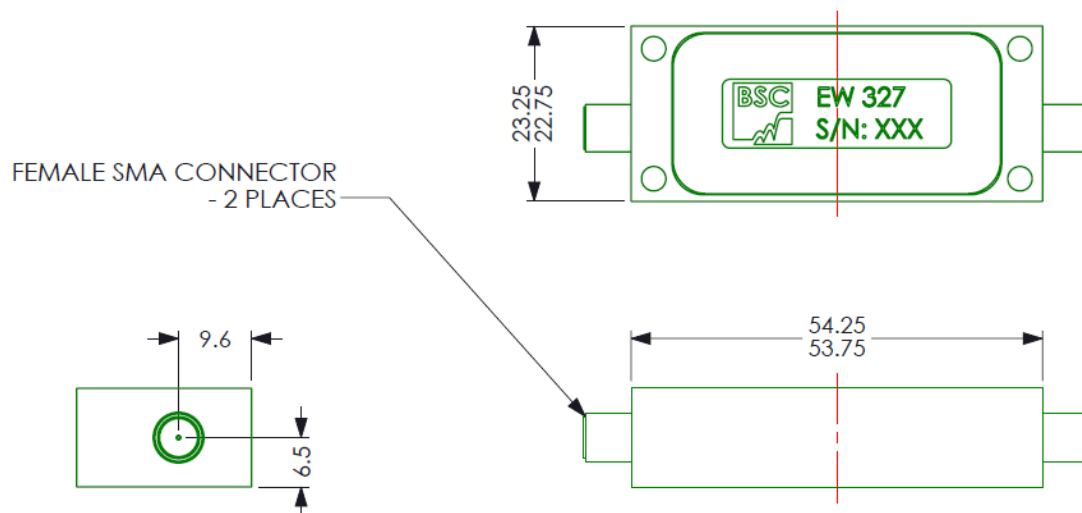 23.25
22.75
BSC
EW 327
S/N: XXX
FEMALE SMA CONNECTOR
- 2 PLACES
9.6
6.5
54.25
53.75